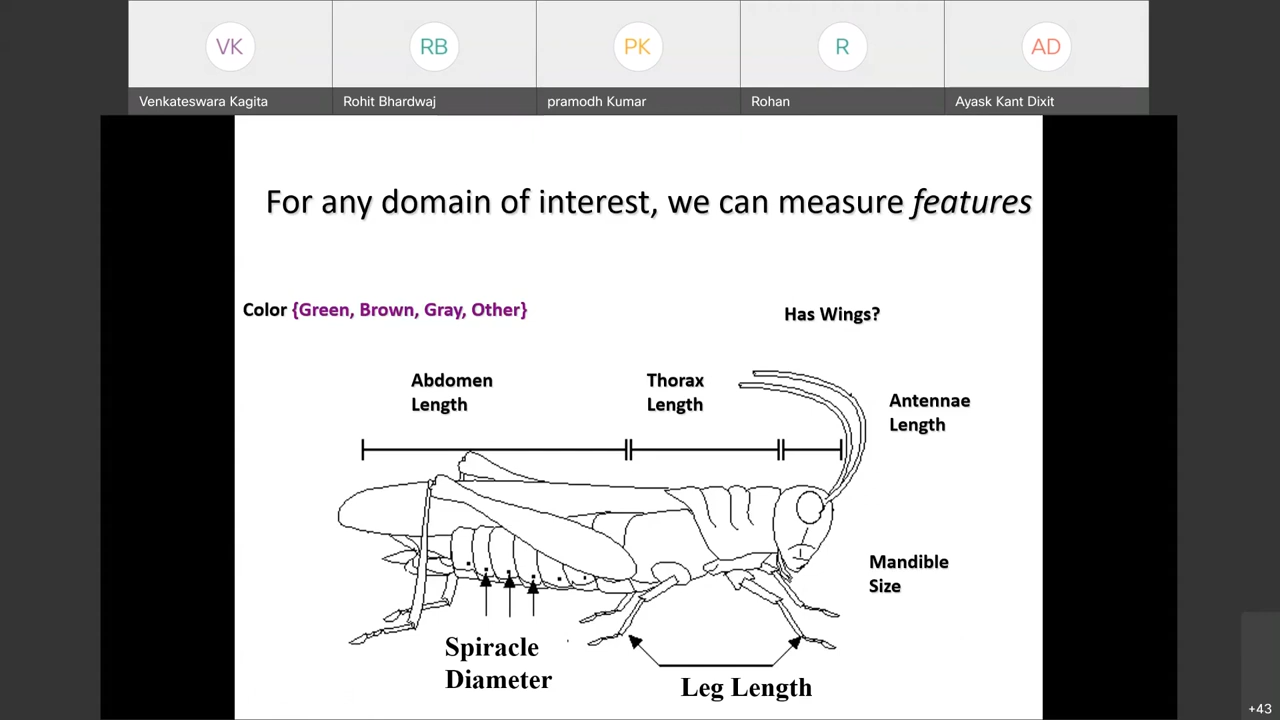 VK
RB
PK
R
AD
Venkateswara Kagita
Rohit Bhardwaj
pramodh Kumar
Rohan
Ayask Kant Dixit
For any domain of interest, we can measure features
Color {Green, Brown, Gray, Other}
Has Wings?
Abdomen
Length
Thorax
Length
Antennae
Length
Mandible
Size
Spiracle
Diameter
Leg Length
+43